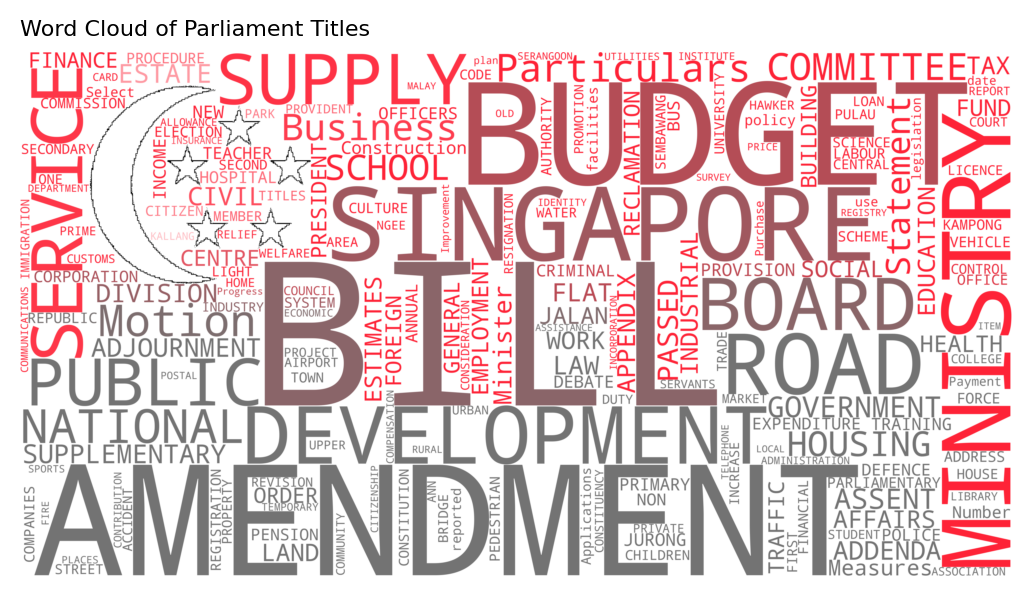 Word Cloud of Parliament Titles
FINANCE
PROCEDURE
SUPPLY
plan
SERANGOON
UTILITIES
INSTITUTE
Particulars
COMMITTEE
TAX
CARD
ESTATE
CODE
MALAY
date
REPORT
Select
COMMISSION
NEW
PARK
PROVIDENT
OFFICERS
BUDGET
OLD
AUTHORITY
PROMOTION
facilities
RECLAMATION
SEMBAWANG
BUS
UNIVERSITY
HAWKER
policy
PRICE
BUILDING
LOAN
PULAU
Statement
legislation
FUND
COURT
SERVICE
ALLOWANCE
ELECTION
INSURANCE
Business
Construction
SCIENCE
LABOUR
CENTRAL
SECONDARY
INCOME
TEACHER
SECOND
HOSPITAL
PRESIDENT
SCHOOL
SURVEY
LICENCE
ONE
DEPARTMENT
CIVIL
TITLES
SINGAPORE
CULTURE
NGEE
Improvement
RESIGNATION
IDENTITY
WATER
Purchase
use
REGISTRY
SCHEME
EDUCATION
KAMPONG
VEHICLE
MINISTRY
IMMIGRATION
PRIME
CITIZEN
MEMBER
KALLANG
RELIEF
AREA
CUSTOMS
CENTRE
WELFARE
CORPORATION
LIGHT
HOME
Progress
BILL
COUNCIL
SYSTEM
ECONOMIC
ESTIMATES
FOREIGN
ANNUAL
GENERAL
CONSIDERATION
EMPLOYMENT
Minister
CRIMINAL
FLAT
JALAN
ASSISTANCE
WORK
LAW
DEBATE
INCORPORATION
APPENDIX
PASSED
INDUSTRIAL
PROVISION
SOCIAL
CONTROL
OFFICE
DIVISION
INDUSTRY
BOARD
COMMUNICATIONS
REPUBLIC
Motion
ADJOURNMENT
PROJECT
AIRPORT
TOWN
TRADE
ROAD
ITEM
HEALTH
COLLEGE
PUBLIC
POSTAL
SERVANTS
DUTY
MARKET
Payment
FORCE
COMPENSATION
URBAN
GOVERNMENT
NATIONAL
DEVELOPMENT
UPPER
RURAL
TELEPHONE
INCREASE
EXPENDITURE
TRAINING
HOUSING
LOCAL
ADMINISTRATION
SUPPLEMENTARY
ADDRESS
SPORTS
AMENDMENT
DEFENCE
HOUSE
COMPANIES
FIRE
CONTRIBUTION
ACCIDENT
REGISTRATION
PROPERTY
REVISION
ORDER
TEMPORARY
COMMUNITY
CITIZENSHIP
CONSTITUTION
ANN
BRIDGE
reported
PEDESTRIAN
Applications
CONSTITUENCY
PRIMARY
NON
PRIVATE
JURONG
CHILDREN
TRAFFIC
FIRST
FINANCIAL
PARLIAMENTARY
ASSENT
LIBRARY
Number
AFFAIRS
STUDENT
POLICE
ADDENDA
PENSION
LAND
PLACES
STREET
Measures
ASSOCIATION